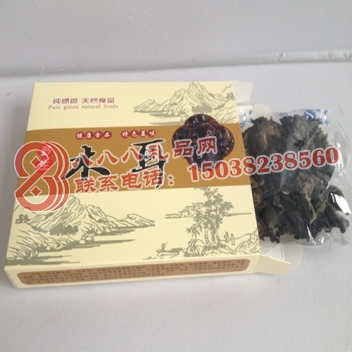 纯绿色 天然食品
Pure green natural foods
健康食品 特色美味
木耳
八八礼品网
联系电话：15038238560